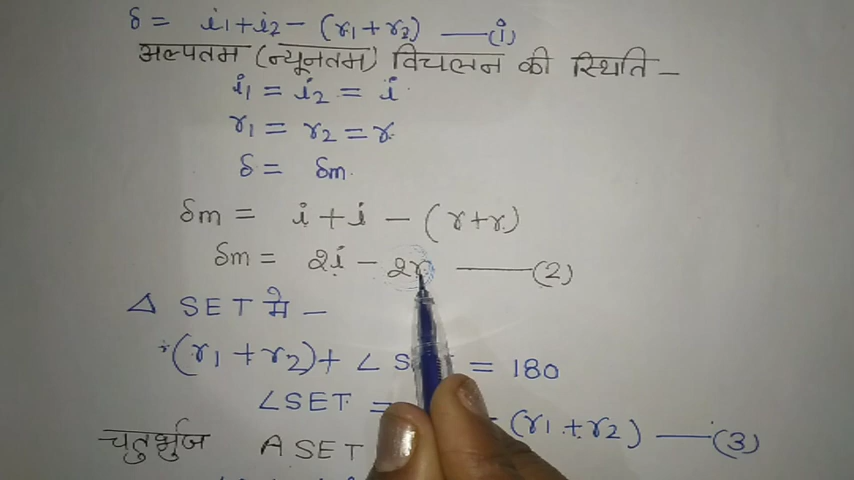 δ = i₁+i₂ − (r₁+r₂) —— (i)
अल्पतम (न्यूनतम) विचलन की स्थिति −
i₁ = i₂ = i
r₁ = r₂ = r
δ = δm
δm = i + i − (r+r)
δm = 2i − 2r —— (2)
Δ SET मे −
(r₁ + r₂) + ∠ S = 180
∠SET = − (r₁ + r₂) —— (3)
चतुर्भुज ASET